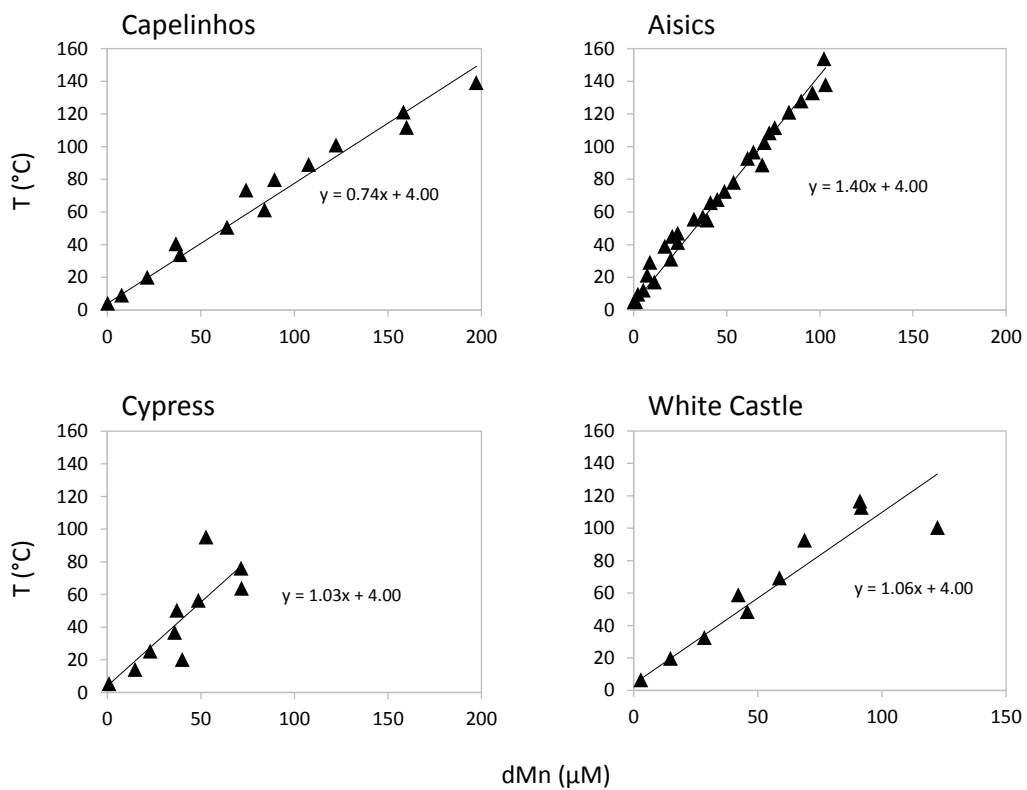 Capelinhos
160
140
120
100
80
60
40
20
0
0 50 100 150 200
T (°C)
y = 0.74x + 4.00
Aisics
160
140
120
100
80
60
40
20
0
0 50 100 150 200
y = 1.40x + 4.00
Cypress
160
140
120
100
80
60
40
20
0
0 50 100 150 200
T (°C)
y = 1.03x + 4.00
White Castle
160
140
120
100
80
60
40
20
0
0 50 100 150
y = 1.06x + 4.00
dMn (µM)